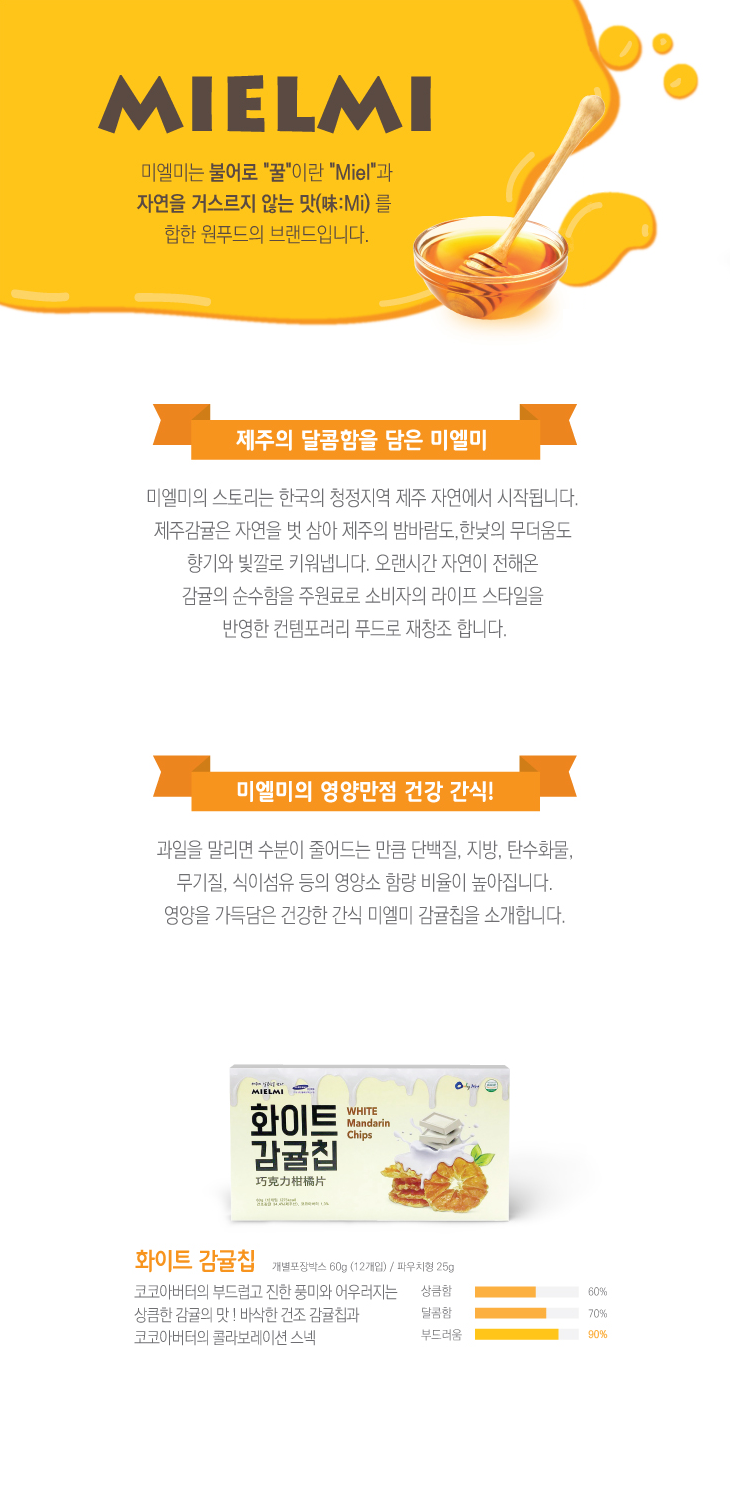 MIELMI
미엘미는 불어로 "꿀"이란 "Miel"과
자연을 거스르지 않는 맛(味:Mi) 를
합한 원푸드의 브랜드입니다.
제주의 달콤함을 담은 미엘미
미엘미의 스토리는 한국의 청정지역 제주 자연에서 시작됩니다.
제주감귤은 자연을 벗 삼아 제주의 밤바람도,한낮의 무더움도
향기와 빛깔로 키워냅니다. 오랜시간 자연이 전해온
감귤의 순수함을 주원료로 소비자의 라이프 스타일을
반영한 컨템포러리 푸드로 재창조 합니다.
미엘미의 영양만점 건강 간식!
과일을 말리면 수분이 줄어드는 만큼 단백질, 지방, 탄수화물,
무기질, 식이섬유 등의 영양소 함량 비율이 높아집니다.
영양을 가득담은 건강한 간식 미엘미 감귤칩을 소개합니다.
MIELMI
화이트
감귤칩
WHITE
Mandarin
Chips
巧克力柑橘片
화이트 감귤칩 개별포장박스 60g (12개입) / 파우치형 25g
코코아버터의 부드럽고 진한 풍미와 어우러지는
상큼한 감귤의 맛 ! 바삭한 건조 감귤칩과
코코아버터의 콜라보레이션 스넥
상큼함 60%
달콤함 70%
부드러움 90%